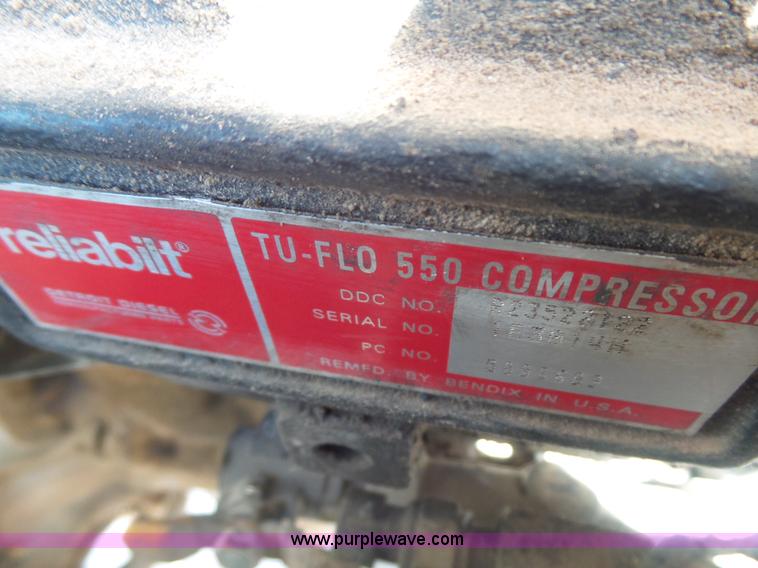 reliabilt®
DETROIT DIESEL
TU-FLO 550 COMPRESSOR
DDC NO.
SERIAL NO.
PC NO.
REMFD. BY BENDIX IN U.S.A.
www.purplewave.com